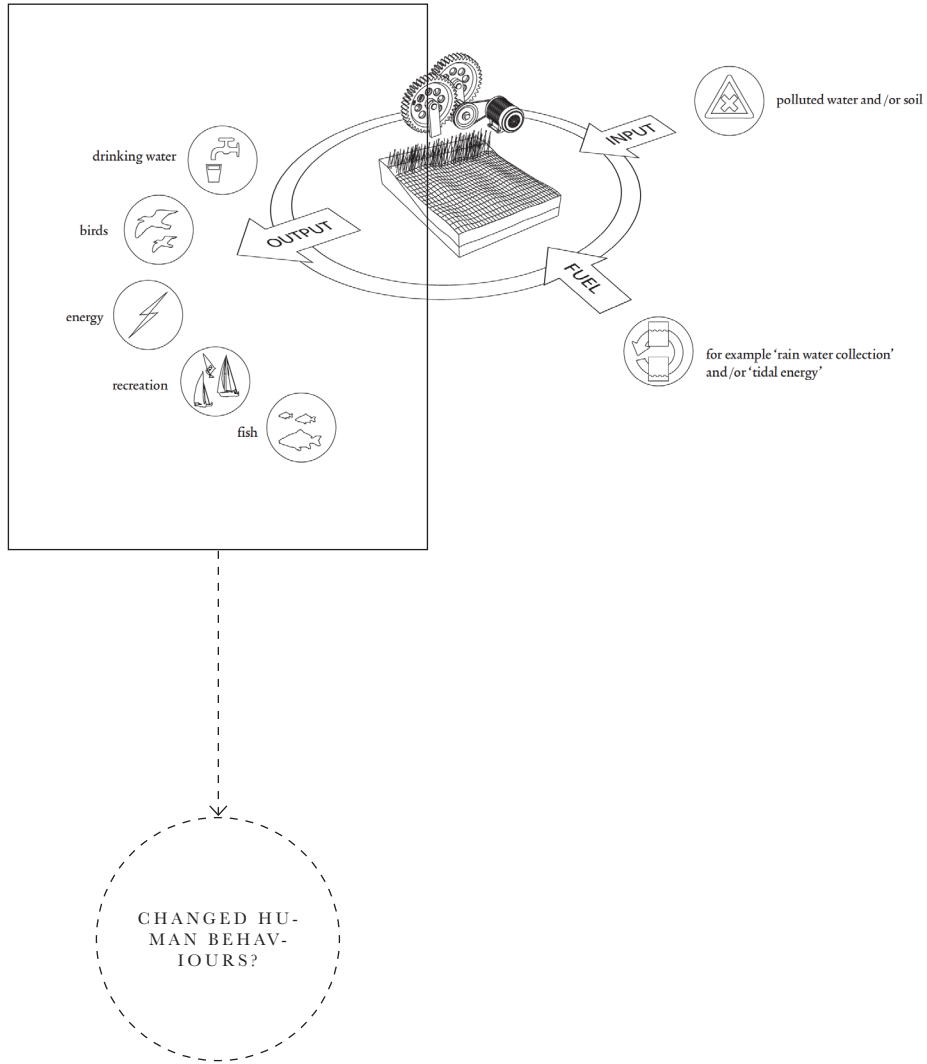 INPUT
polluted water and/or soil
drinking water
birds
OUTPUT
FUEL
energy
for example ‘rain water collection’
and/or ‘tidal energy’
recreation
fish
CHANGED HU-
MAN BEHAV-
IOURS?